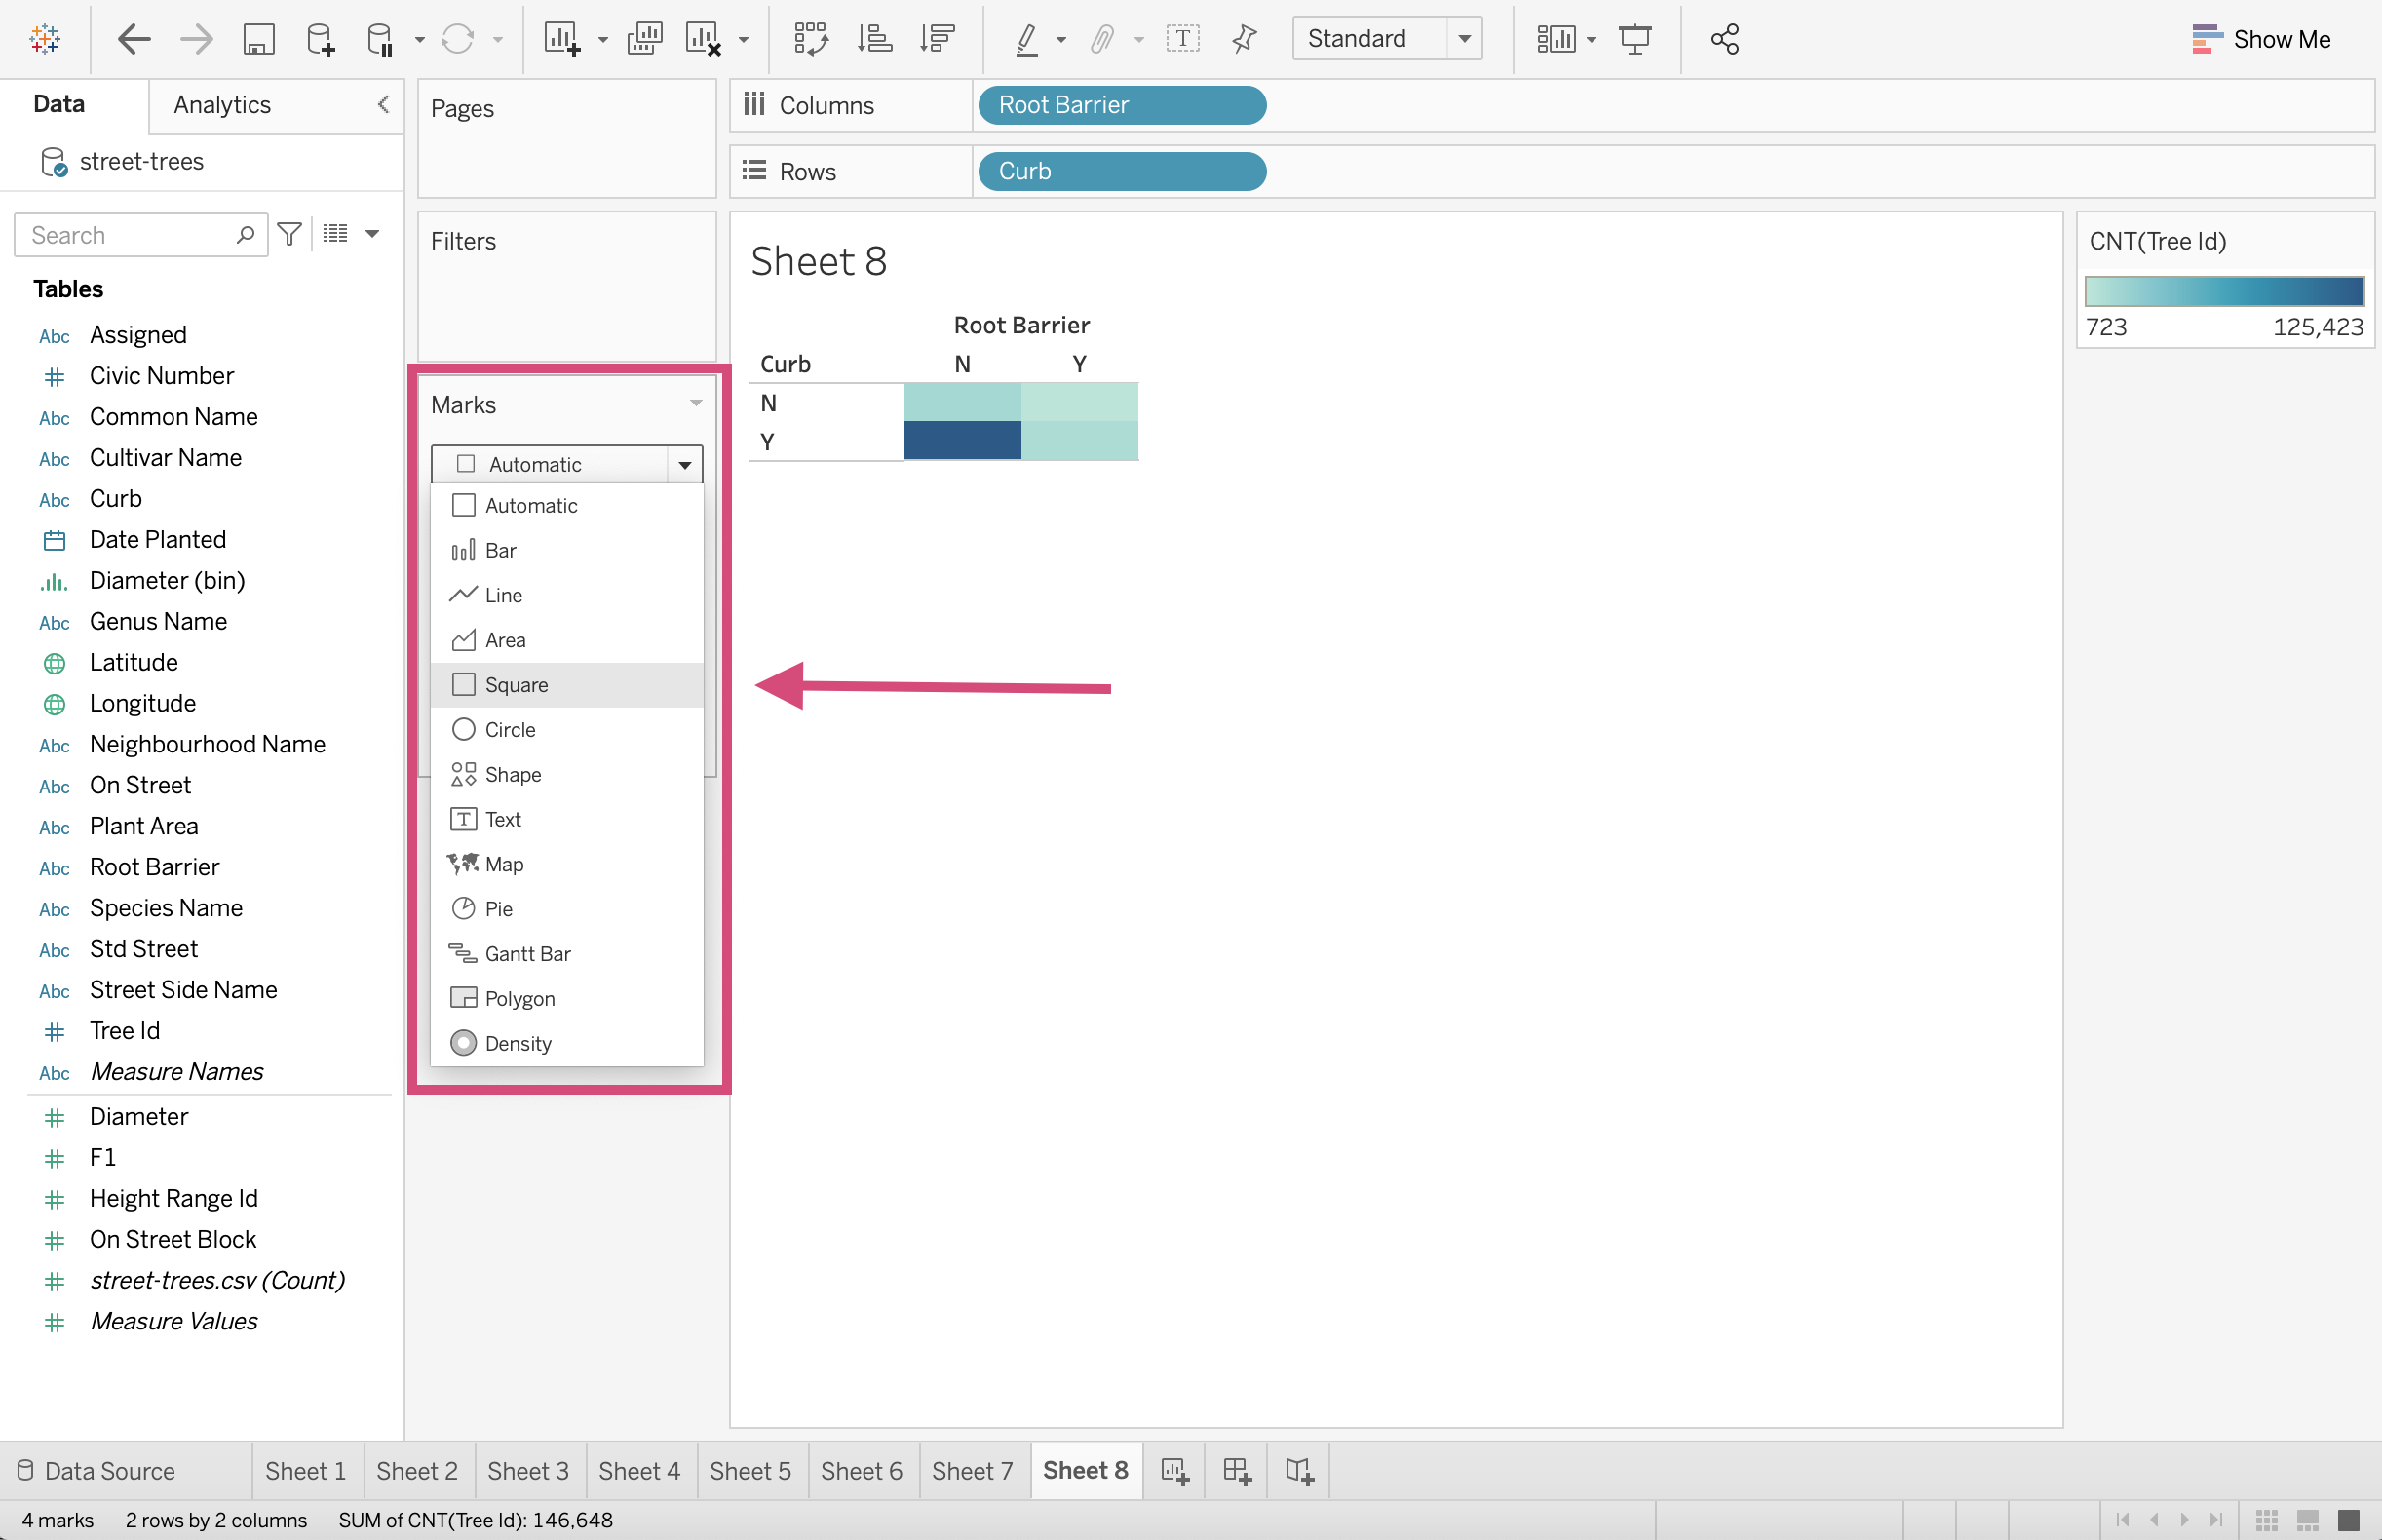 Standard
Show Me
Data
Analytics
street-trees
Search
Tables
Abc Assigned
Civic Number
Abc Common Name
Abc Cultivar Name
Abc Curb
Date Planted
Diameter (bin)
Abc Genus Name
Latitude
Longitude
Abc Neighbourhood Name
Abc On Street
Abc Plant Area
Abc Root Barrier
Abc Species Name
Abc Std Street
Abc Street Side Name
# Tree Id
Abc Measure Names
# Diameter
# F1
# Height Range Id
# On Street Block
# street-trees.csv (Count)
# Measure Values
Pages
Filters
Marks
Automatic
Automatic
Bar
Line
Area
Square
Circle
Shape
T Text
Map
Pie
Gantt Bar
Polygon
Density
Columns Root Barrier
Rows Curb
Sheet 8
Root Barrier
Curb N Y
N
Y
CNT(Tree Id)
723 125,423
Data Source Sheet 1 Sheet 2 Sheet 3 Sheet 4 Sheet 5 Sheet 6 Sheet 7 Sheet 8
4 marks 2 rows by 2 columns SUM of CNT(Tree Id): 146,648